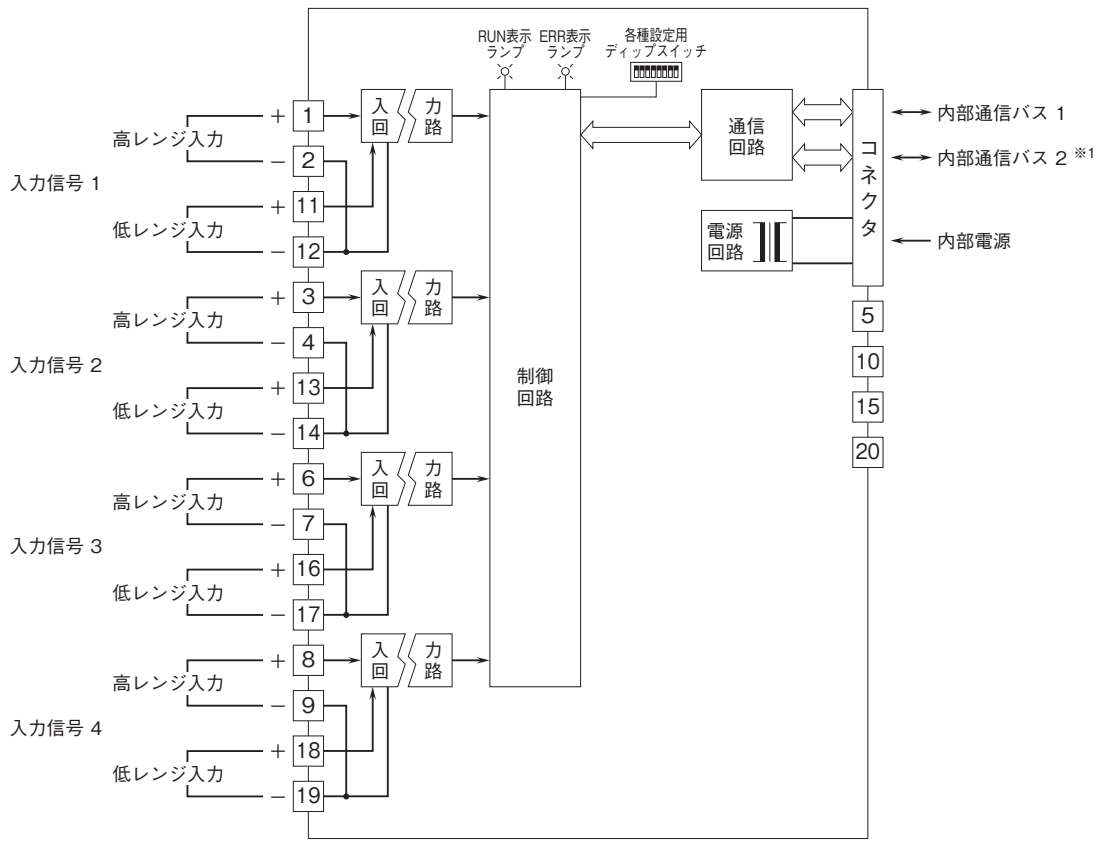 RUN表示
ランプ
ERR表示
ランプ
各種設定用
ディップスイッチ
入力信号 1
高レンジ入力
+ 1
− 2
低レンジ入力
+ 11
− 12
入 力
回 路
入力信号 2
高レンジ入力
+ 3
− 4
低レンジ入力
+ 13
− 14
入 力
回 路
入力信号 3
高レンジ入力
+ 6
− 7
低レンジ入力
+ 16
− 17
入 力
回 路
入力信号 4
高レンジ入力
+ 8
− 9
低レンジ入力
+ 18
− 19
入 力
回 路
制御
回路
通信
回路
電源
回路
コネクタ
内部通信バス 1
内部通信バス 2 ※1
内部電源
5
10
15
20